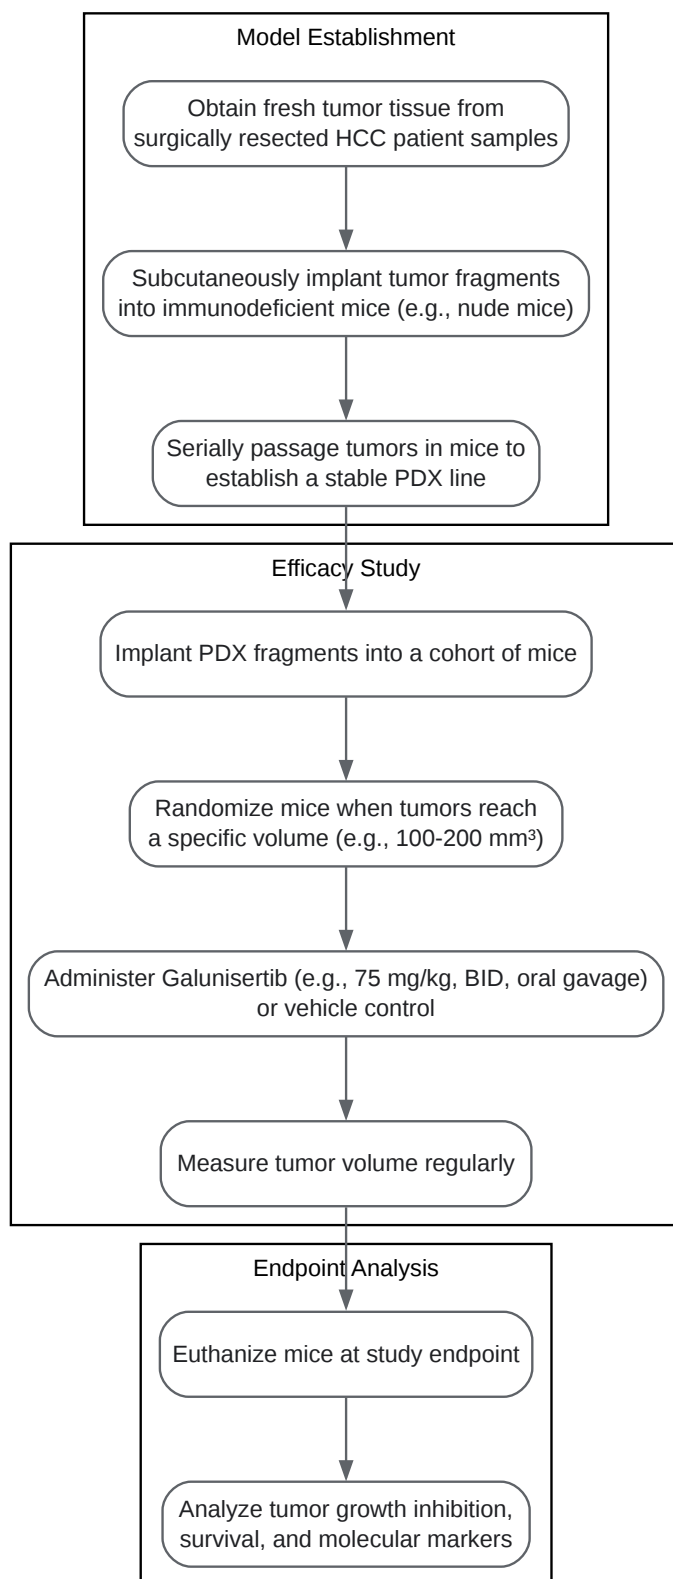 Model Establishment
Obtain fresh tumor tissue from
surgically resected HCC patient samples
Subcutaneously implant tumor fragments
into immunodeficient mice (e.g., nude mice)
Serially passage tumors in mice to
establish a stable PDX line
Efficacy Study
Implant PDX fragments into a cohort of mice
Randomize mice when tumors reach
a specific volume (e.g., 100-200 mm³)
Administer Galunisertib (e.g., 75 mg/kg, BID, oral gavage)
or vehicle control
Measure tumor volume regularly
Endpoint Analysis
Euthanize mice at study endpoint
Analyze tumor growth inhibition,
survival, and molecular markers